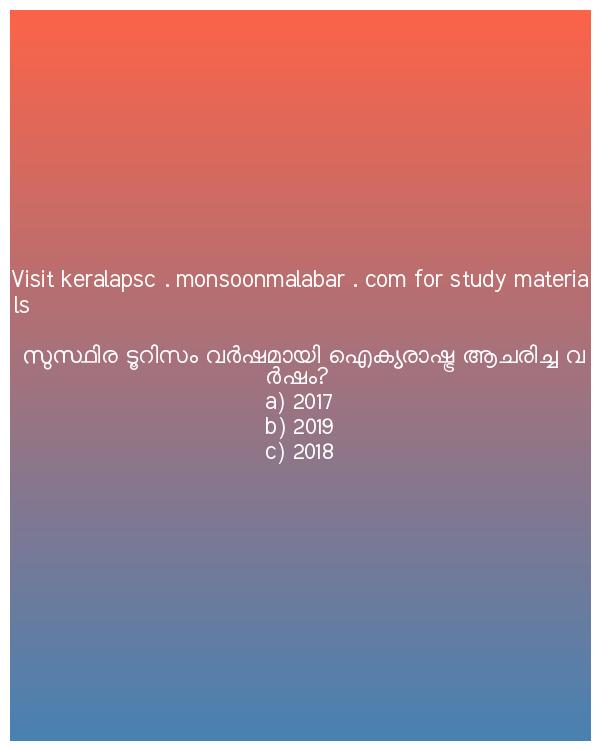 Visit keralapsc . monsoonmalabar . com for study materia
ls
സുസ്ഥിര ടൂറിസം വർഷമായി ഐക്യരാഷ്ട്ര ആചരിച്ച വ
ർഷം?
a) 2017
b) 2019
c) 2018